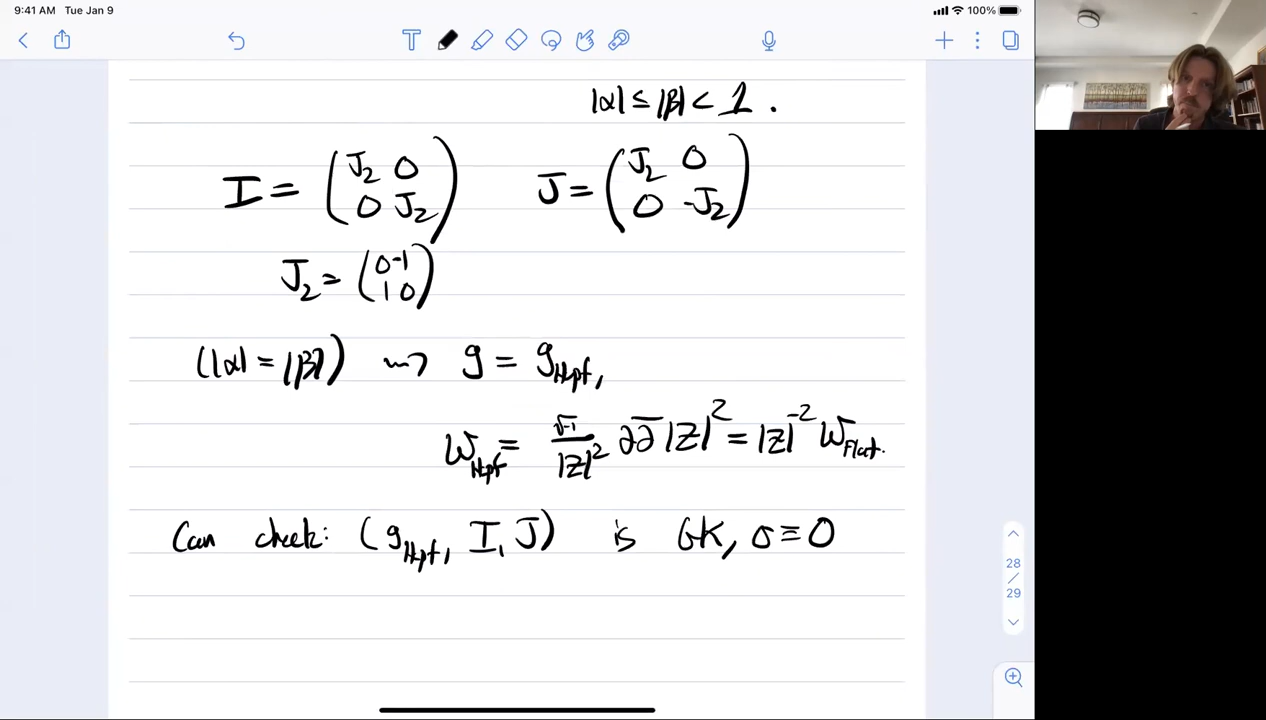 9:41 AM Tue Jan 9
100%
|α| ≤ |β| < 1.
I = (J₂ 0 / 0 J₂) J = (J₂ 0 / 0 -J₂)
J₂ = (0 -1 / 1 0)
(|α| = |β|) ⇝ g = g_Hopf,
ω_Hopf = √-1/|z|² ∂∂̄ |z|² = |z|⁻² ω_Flat.
Can check: (g_Hopf, I, J) is GK, σ ≡ 0
28
/
29